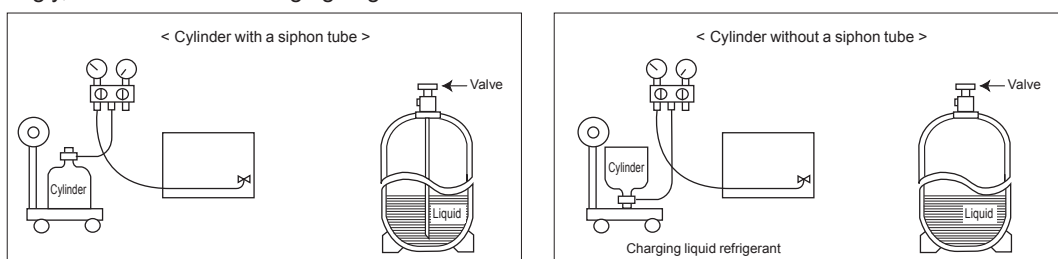 < Cylinder with a siphon tube >
Valve
Cylinder
Liquid
< Cylinder without a siphon tube >
Valve
Cylinder
Liquid
Charging liquid refrigerant